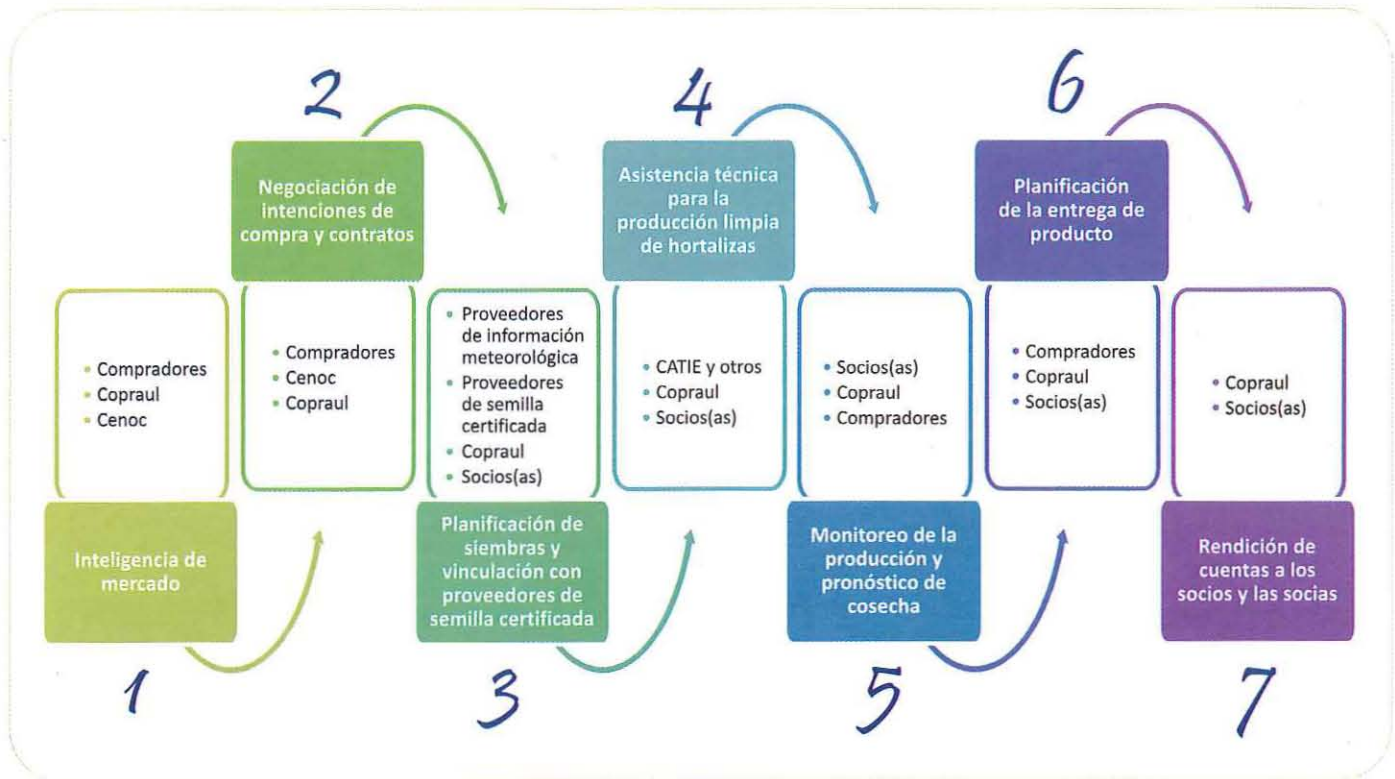 1
Inteligencia de
mercado
• Compradores
• Copraul
• Cenoc
2
Negociación de
intenciones de
compra y contratos
• Compradores
• Cenoc
• Copraul
3
Planificación de
siembras y
vinculación con
proveedores de
semilla certificada
• Proveedores
de información
meteorológica
• Proveedores
de semilla
certificada
• Copraul
• Socios(as)
4
Asistencia técnica
para la
producción limpia
de hortalizas
• CATIE y otros
• Copraul
• Socios(as)
5
Monitoreo de la
producción y
pronóstico de
cosecha
• Socios(as)
• Copraul
• Compradores
6
Planificación
de la entrega de
producto
• Compradores
• Copraul
• Socios(as)
7
Rendición de
cuentas a los
socios y las socias
• Copraul
• Socios(as)